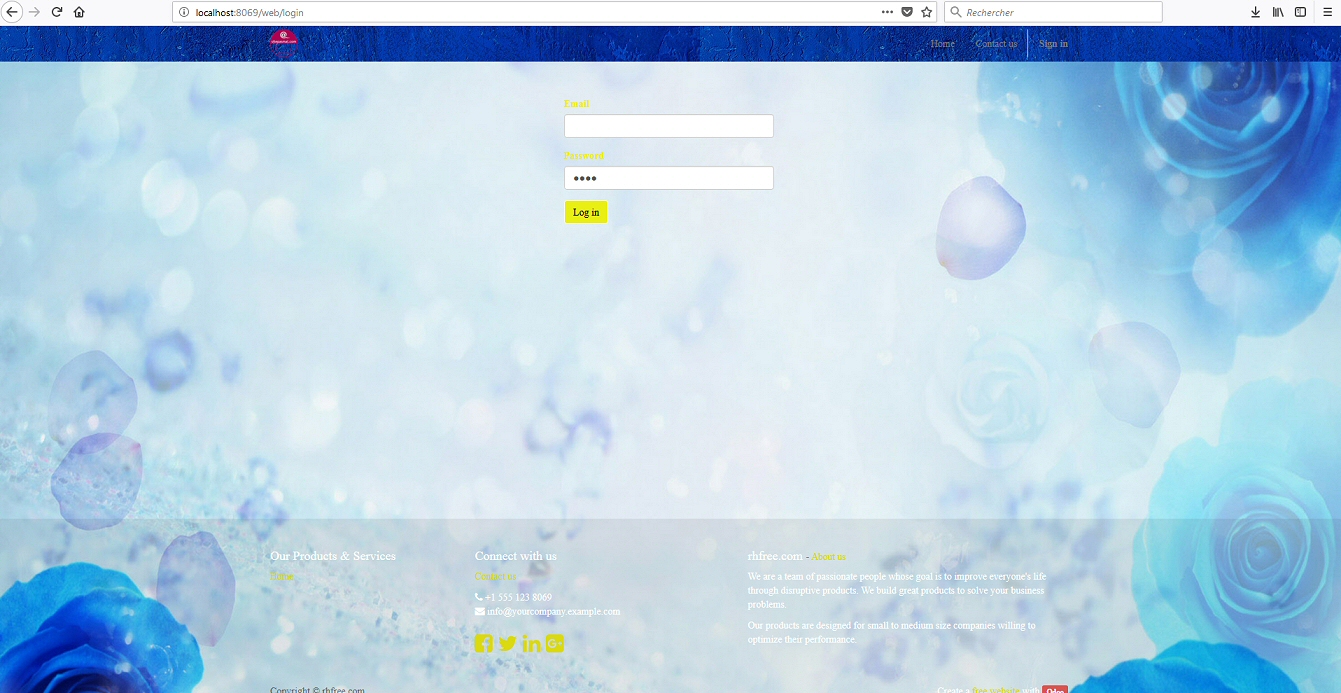 localhost:8069/web/login
Rechercher
Home
Contact us
Sign in
Email
Password
Log in
Our Products & Services
Home
Connect with us
Contact us
+1 555 123 8069
info@yourcompany.example.com
rhfree.com - About us
We are a team of passionate people whose goal is to improve everyone's life
through disruptive products. We build great products to solve your business
problems.
Our products are designed for small to medium size companies willing to
optimize their performance.
Copyright © rhfree.com
Create a free website with Odoo